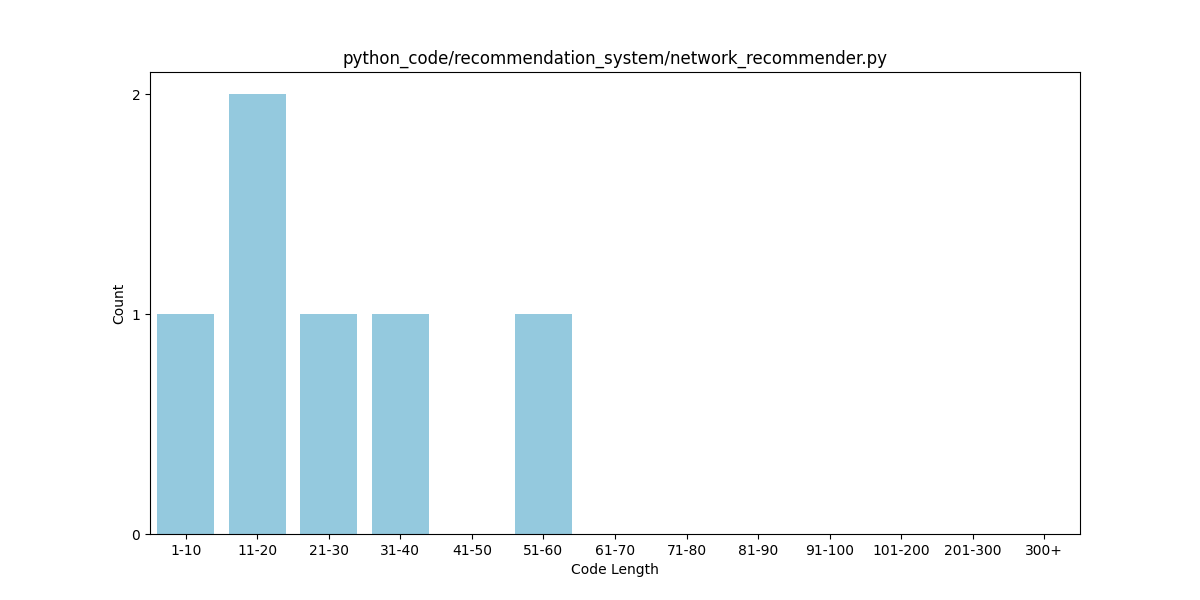 python_code/recommendation_system/network_recommender.py
2
1
0
Count
1-10 11-20 21-30 31-40 41-50 51-60 61-70 71-80 81-90 91-100 101-200 201-300 300+
Code Length